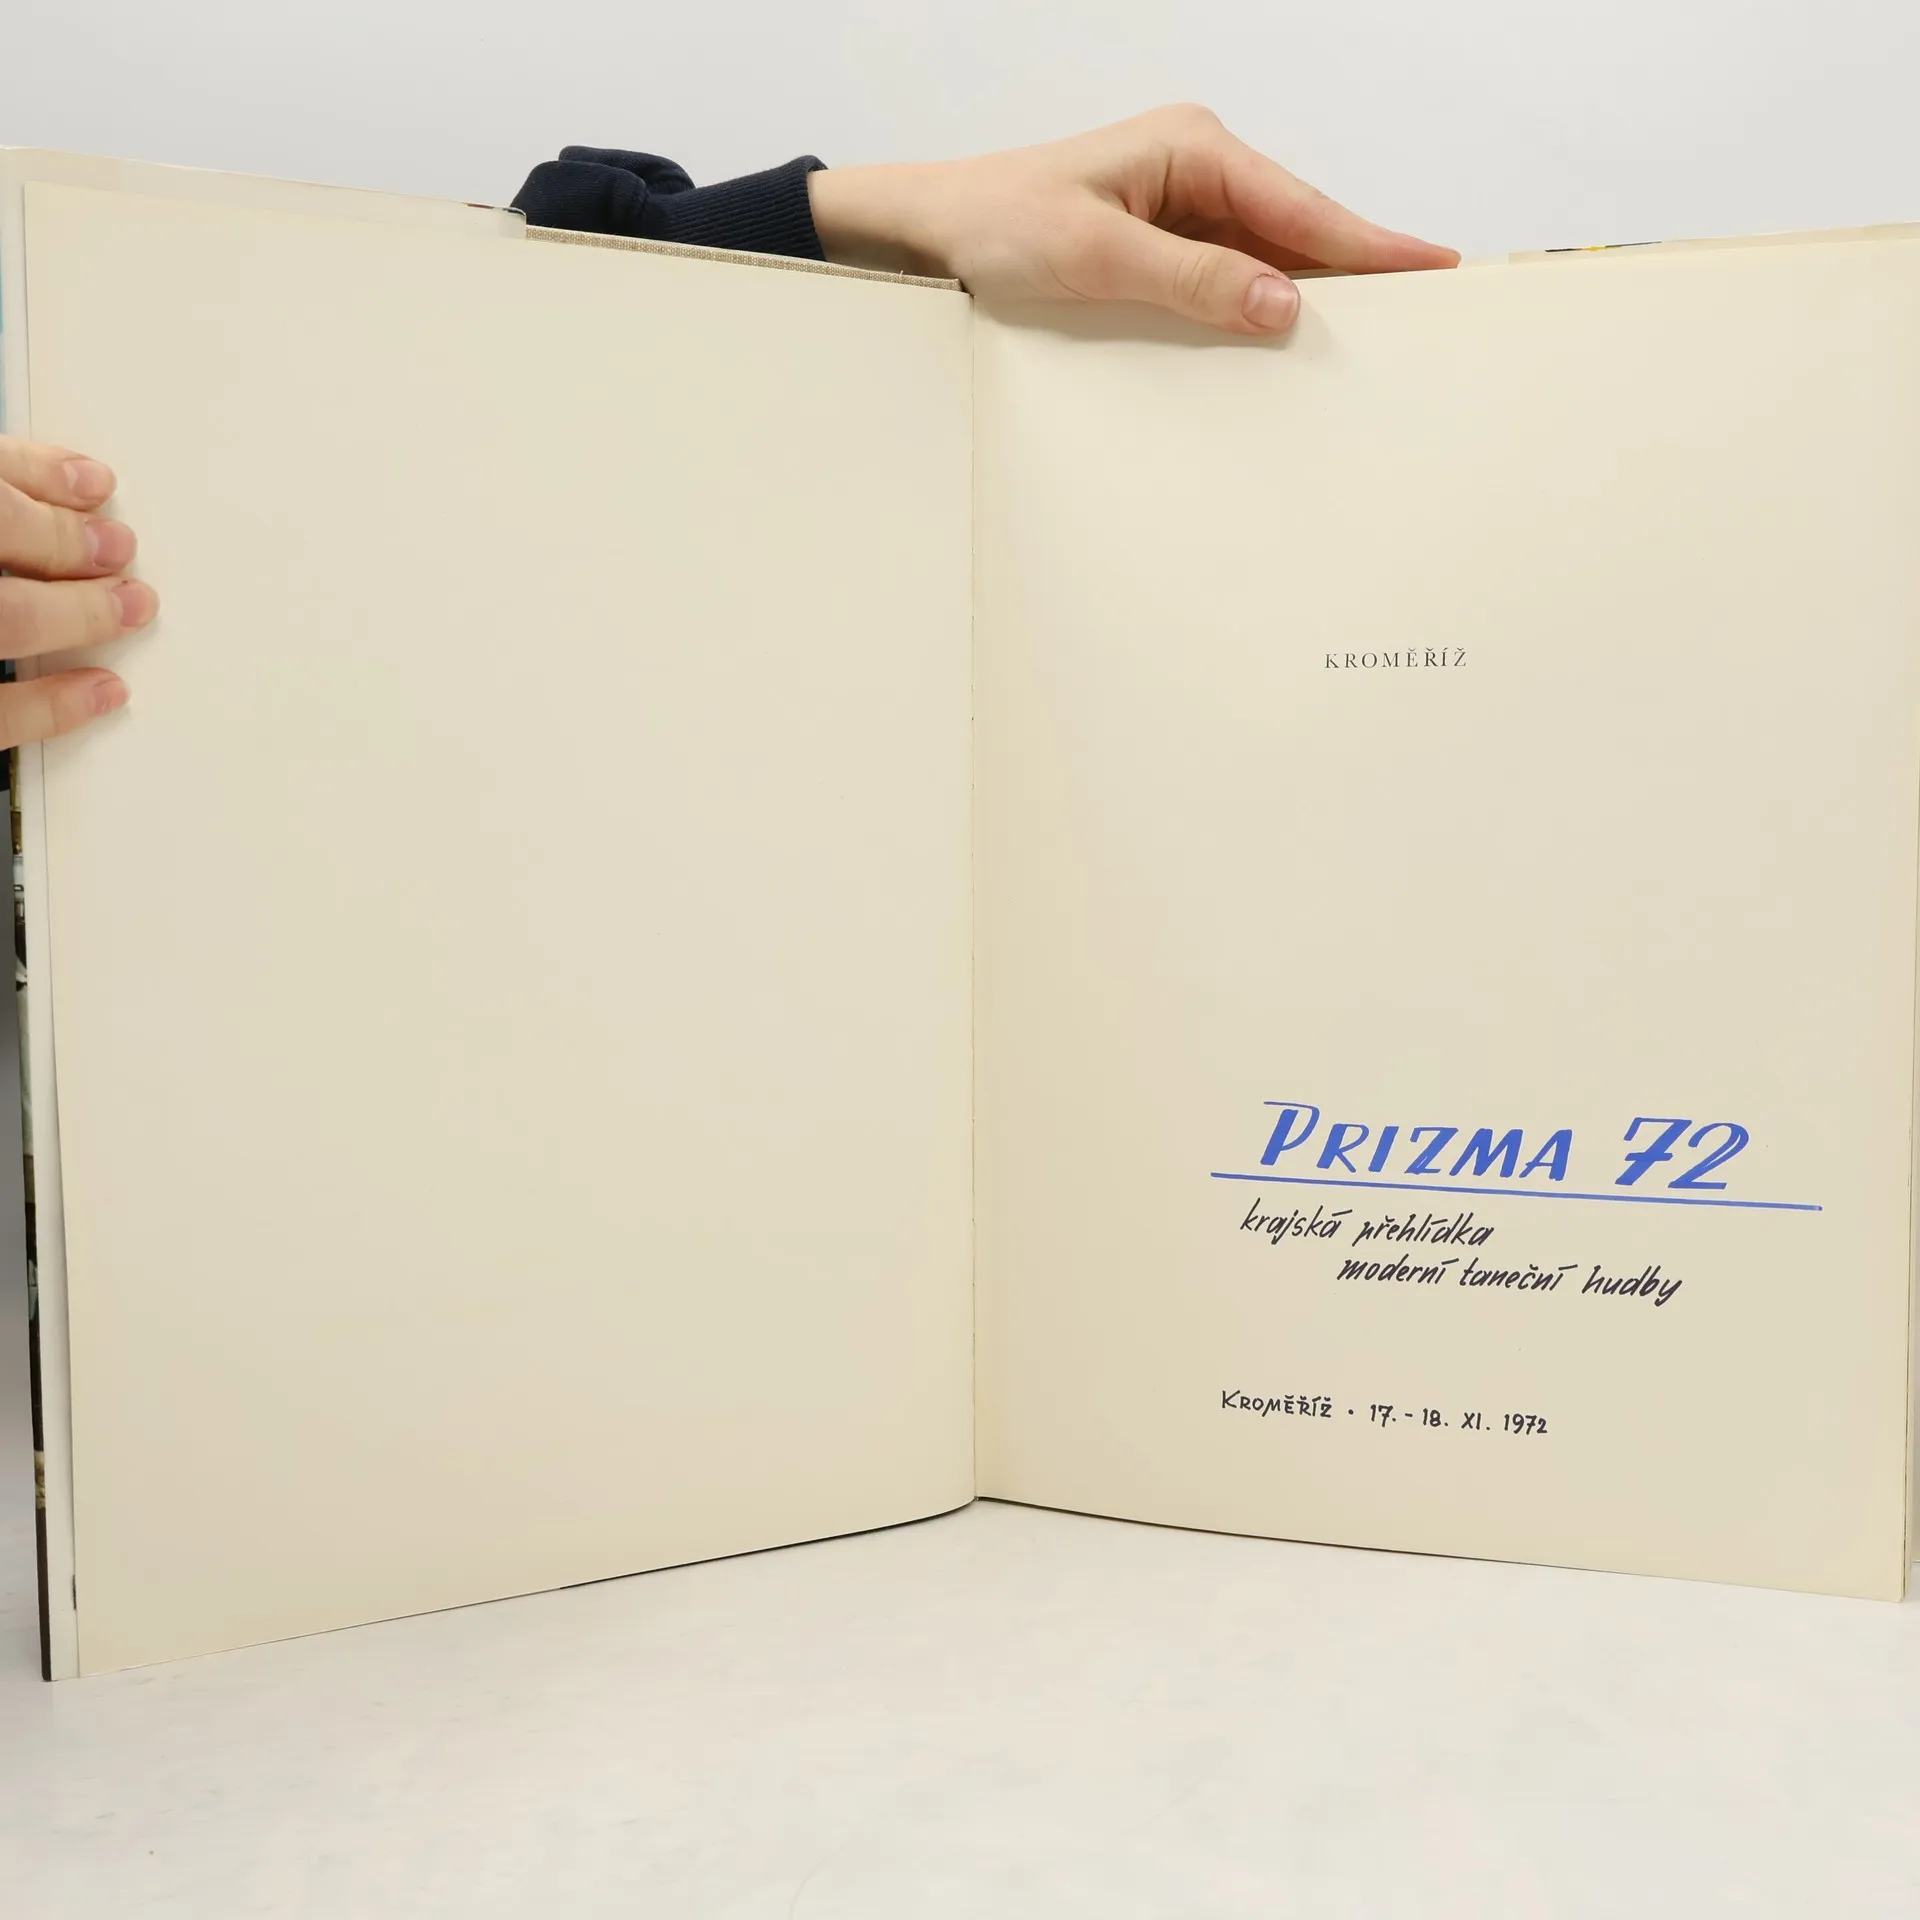 KROMĚŘÍŽ
PRIZMA 72
krajská přehlídka
moderní taneční hudby
KROMĚŘÍŽ · 17. - 18. XI. 1972